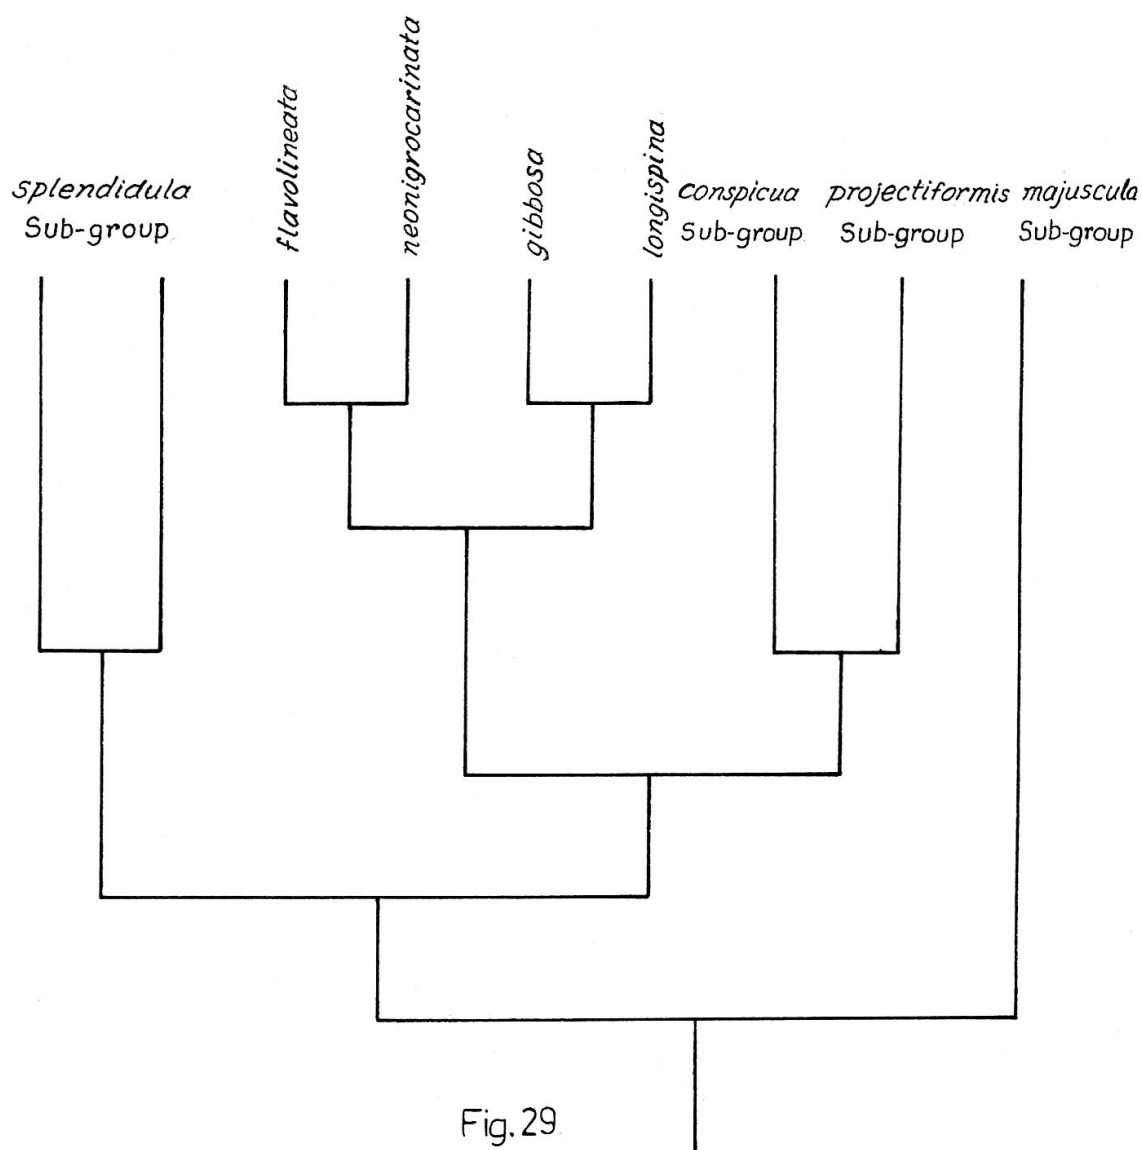 splendidula
Sub-group
flavolineata
neonigrocarinata
gibbosa
longispina
conspicua
Sub-group
projectiformis
Sub-group
majuscula
Sub-group
Fig. 29